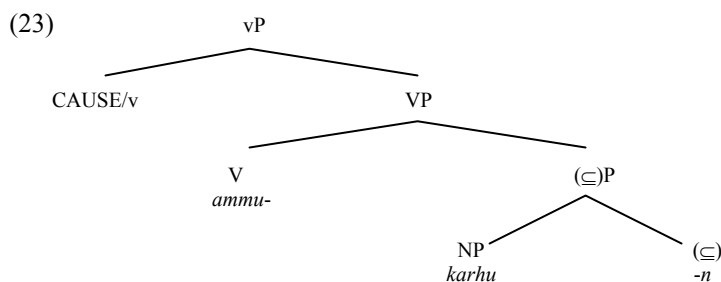 (23) vP
CAUSE/v VP
V (⊆)P
ammu-
NP (⊆)
karhu -n